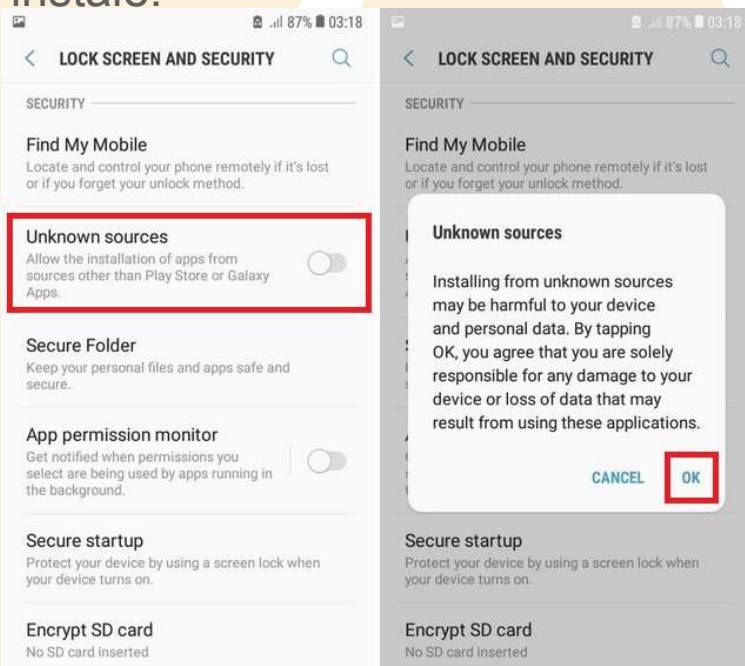 instale.
87% 03:18
LOCK SCREEN AND SECURITY
SECURITY
Find My Mobile
Locate and control your phone remotely if it's lost
or if you forget your unlock method.
Unknown sources
Allow the installation of apps from
sources other than Play Store or Galaxy
Apps.
Secure Folder
Keep your personal files and apps safe and
secure.
App permission monitor
Get notified when permissions you
select are being used by apps running in
the background.
Secure startup
Protect your device by using a screen lock when
your device turns on.
Encrypt SD card
No SD card inserted
87% 03:18
LOCK SCREEN AND SECURITY
SECURITY
Find My Mobile
Locate and control your phone remotely if it's lost
or if you forget your unlock method.
Unknown sources
Installing from unknown sources
may be harmful to your device
and personal data. By tapping
OK, you agree that you are solely
responsible for any damage to your
device or loss of data that may
result from using these applications.
CANCEL OK
Secure startup
Protect your device by using a screen lock when
your device turns on.
Encrypt SD card
No SD card inserted